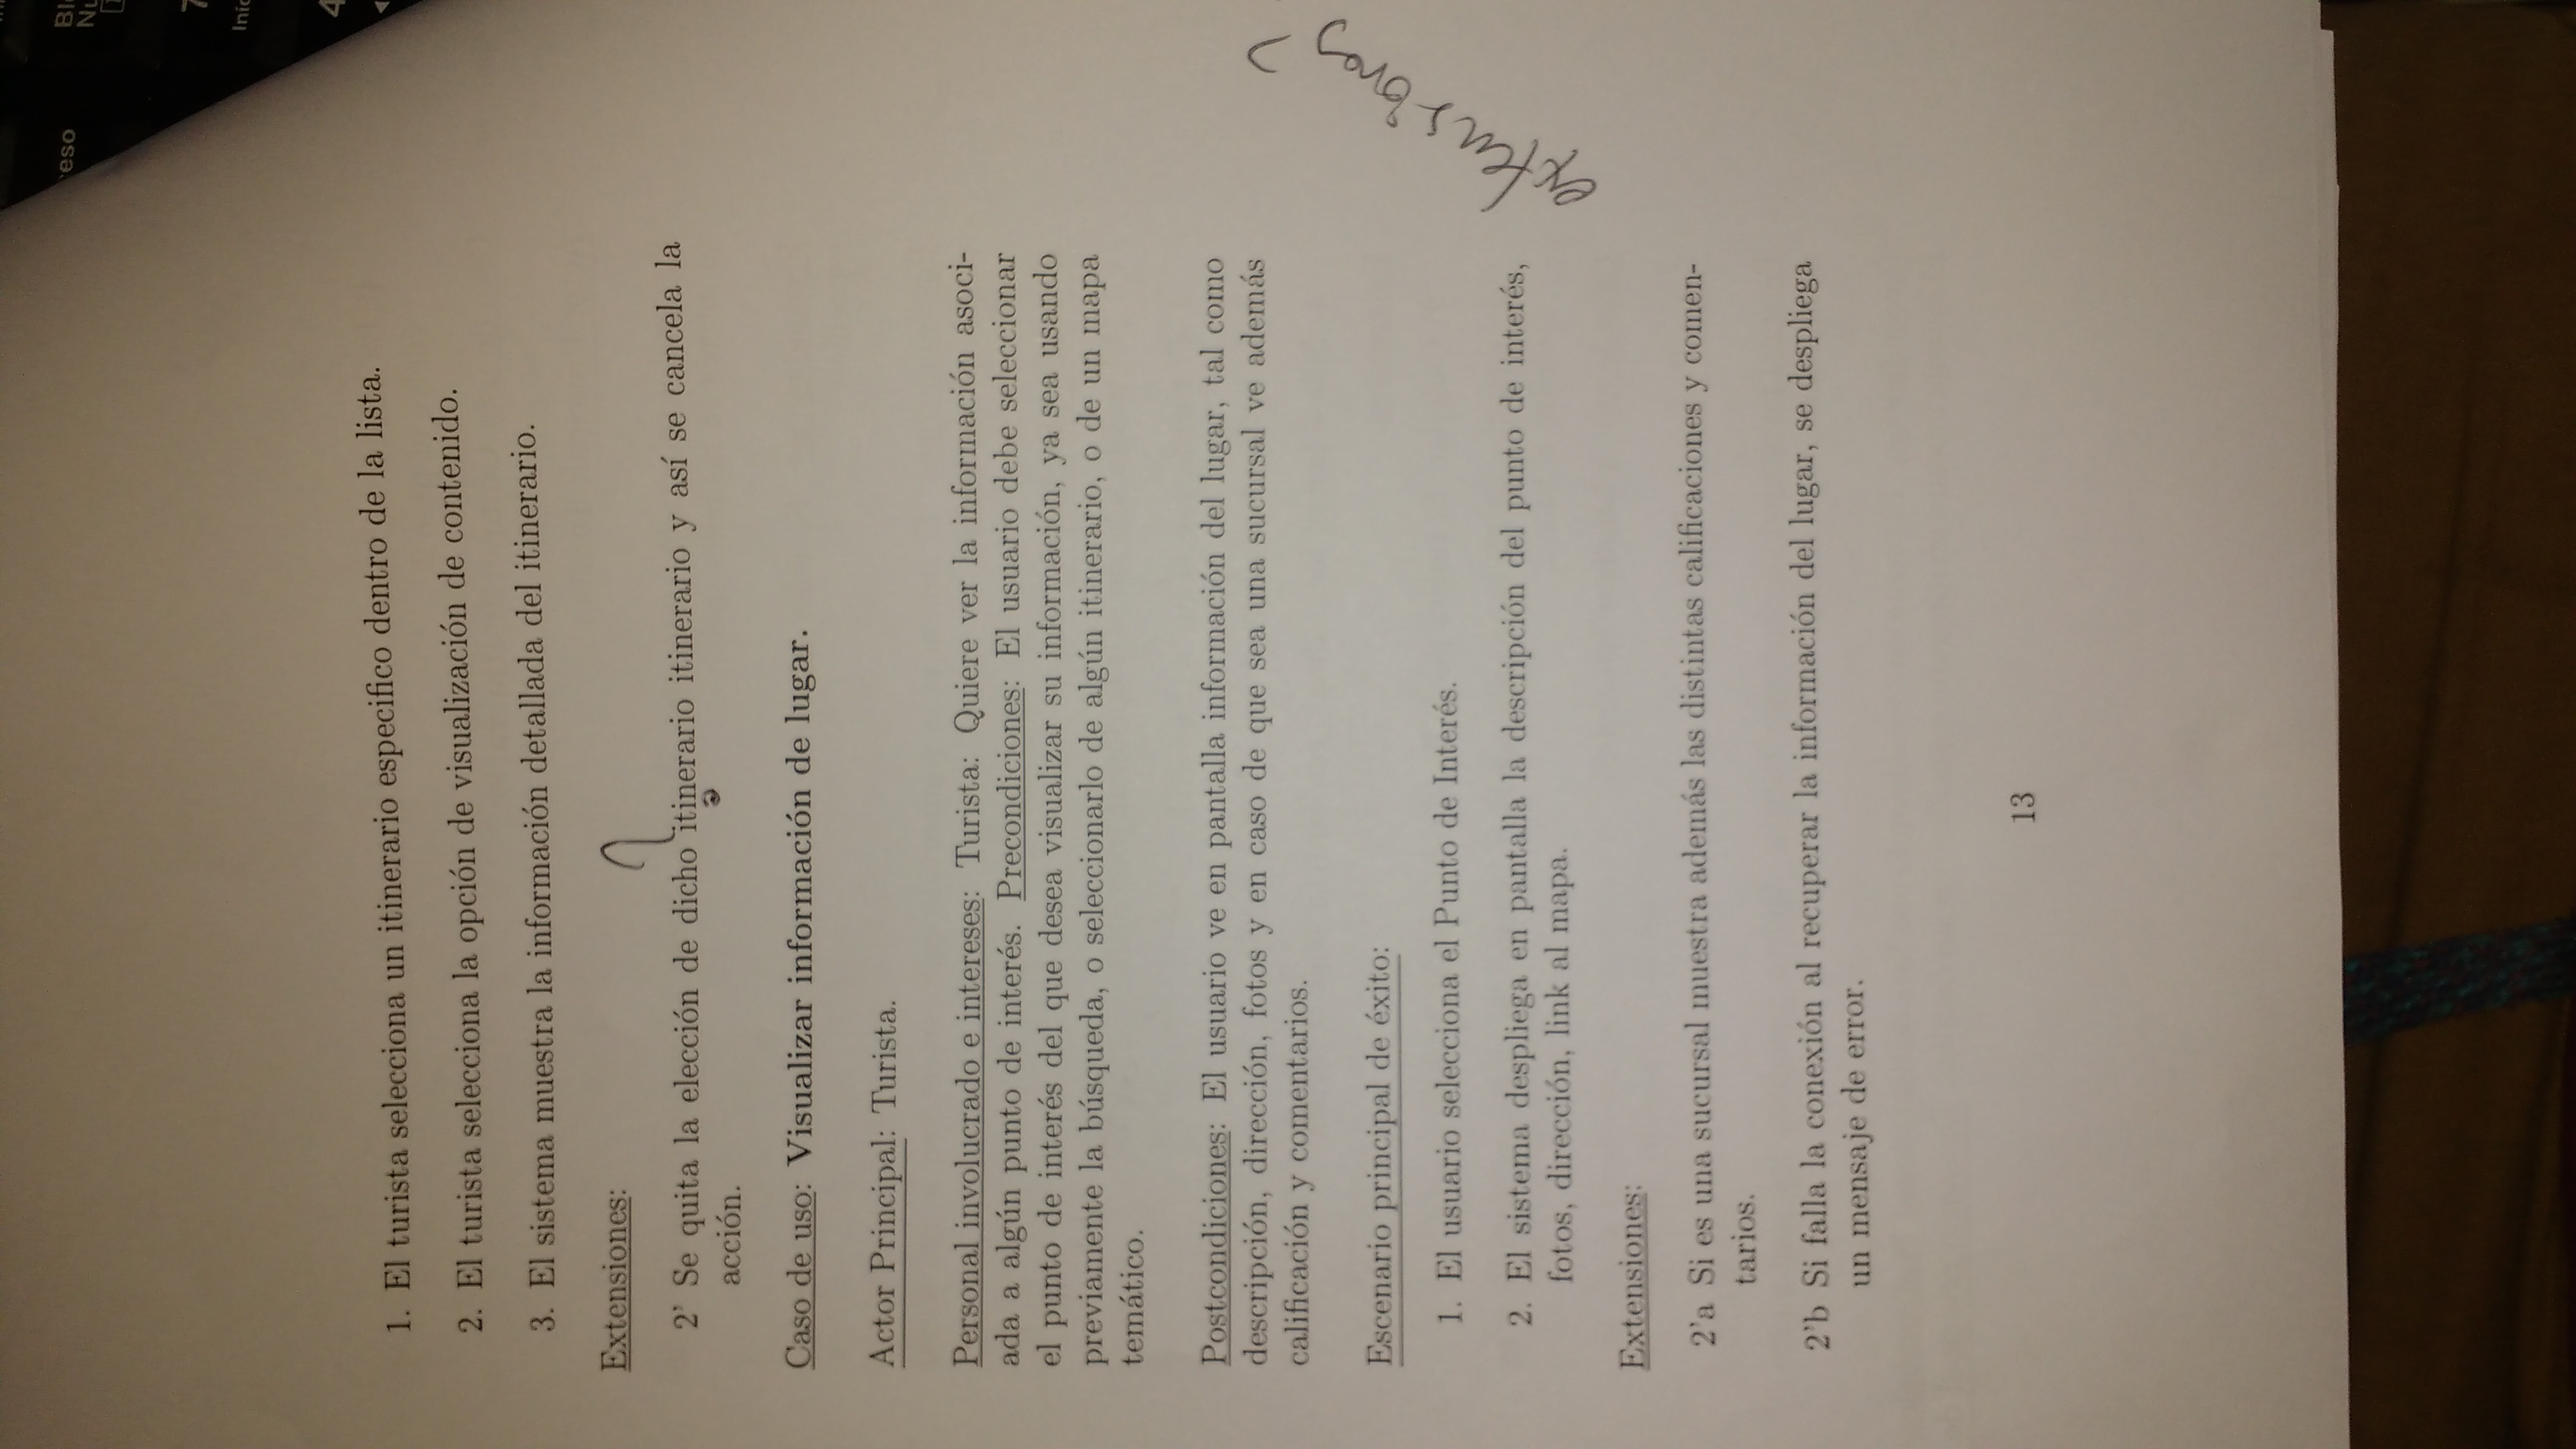 1. El turista selecciona un itinerario especifico dentro de la lista.
2. El turista selecciona la opción de visualización de contenido.
3. El sistema muestra la información detallada del itinerario.
Extensiones:
2' Se quita la elección de dicho itinerario itinerario y así se cancela la
acción.
Caso de uso: Visualizar información de lugar.
Actor Principal: Turista.
Personal involucrado e intereses: Turista: Quiere ver la información asoci-
ada a algún punto de interés. Precondiciones: El usuario debe seleccionar
el punto de interés del que desea visualizar su información, ya sea usando
previamente la búsqueda, o seleccionarlo de algún itinerario, o de un mapa
temático.
Postcondiciones: El usuario ve en pantalla información del lugar, tal como
descripción, dirección, fotos y en caso de que sea una sucursal ve además
calificación y comentarios.
Escenario principal de éxito:
1. El usuario selecciona el Punto de Interés.
2. El sistema despliega en pantalla la descripción del punto de interés,
fotos, dirección, link al mapa.
extensiones
Extensiones:
2'a Si es una sucursal muestra además las distintas calificaciones y comen-
tarios.
2'b Si falla la conexión al recuperar la información del lugar, se despliega
un mensaje de error.
13
eso
7
Inic
4